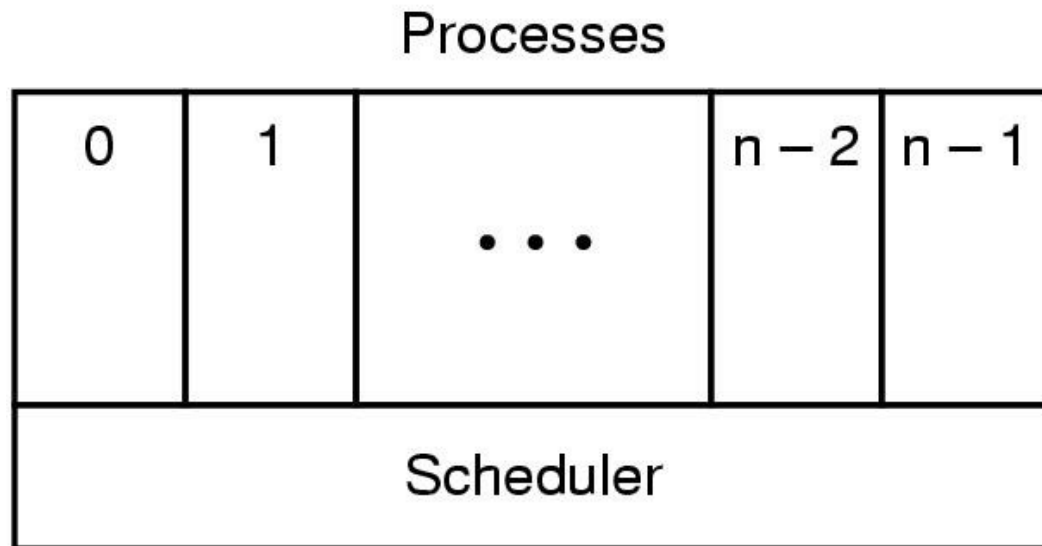 Processes
0 1 n – 2 n – 1
• • •
Scheduler